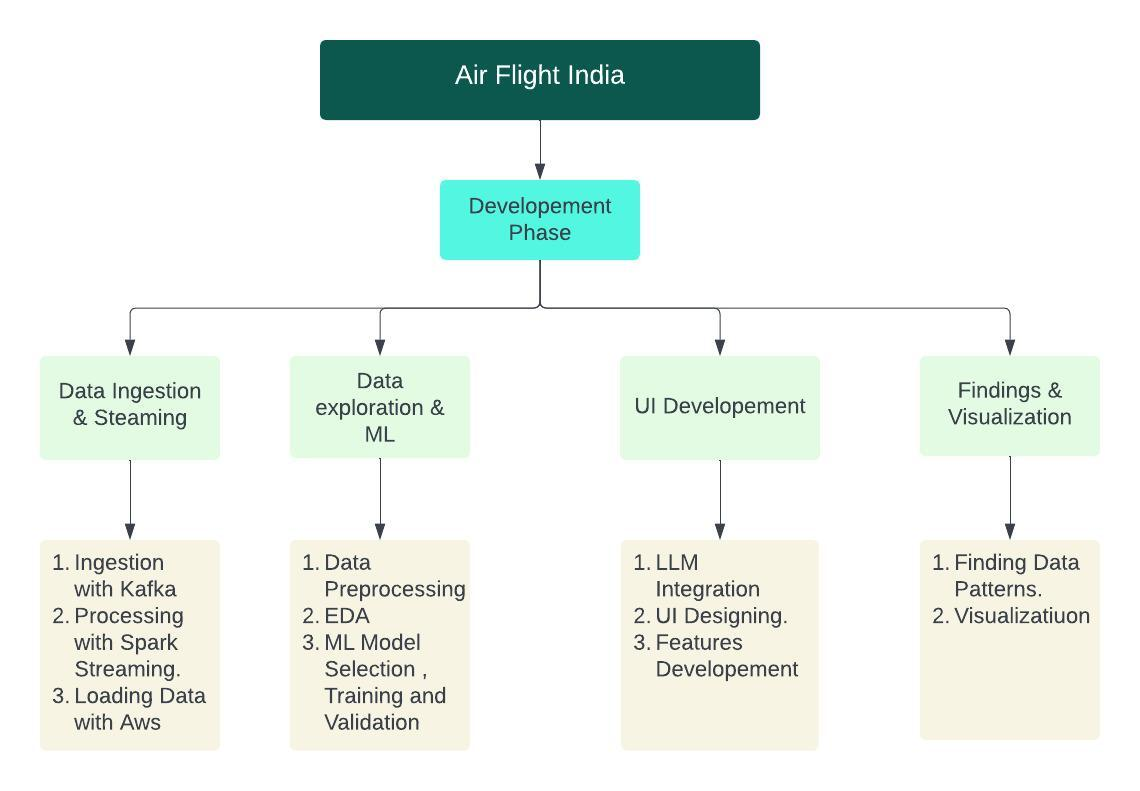 Air Flight India
Developement
Phase
Data Ingestion
& Steaming
Data
exploration &
ML
UI Developement
Findings &
Visualization
1. Ingestion
with Kafka
2. Processing
with Spark
Streaming.
3. Loading Data
with Aws
1. Data
Preprocessing
2. EDA
3. ML Model
Selection ,
Training and
Validation
1. LLM
Integration
2. UI Designing.
3. Features
Developement
1. Finding Data
Patterns.
2. Visualizatiuon